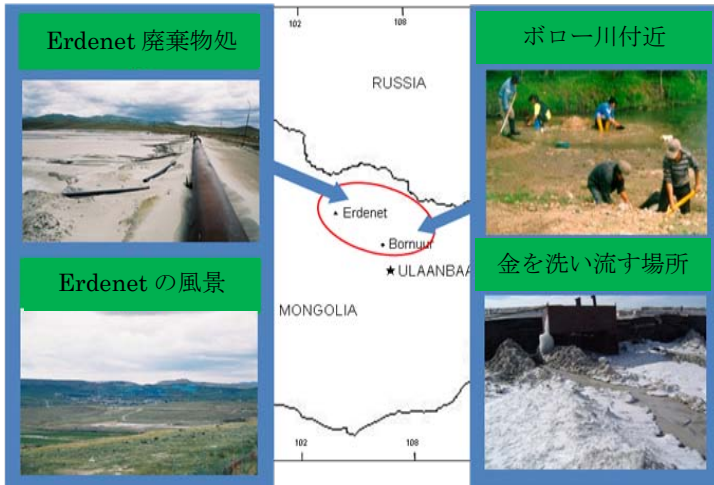 Erdenet 廃棄物処
Erdenet の風景
102
108
RUSSIA
Erdenet
Bornuur
ULAANBAA
MONGOLIA
102
108
ボロー川付近
金を洗い流す場所